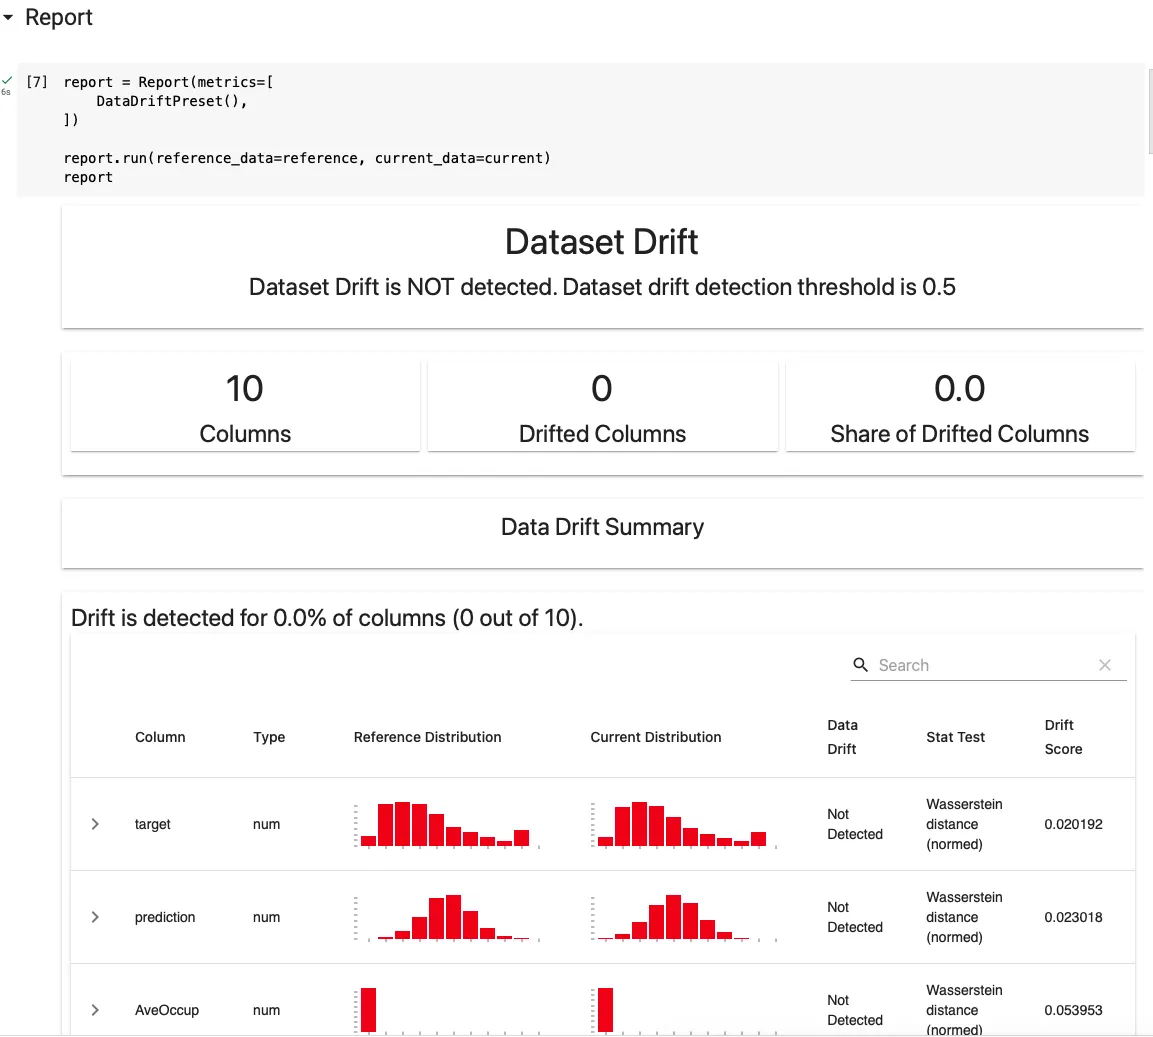 Report
[7] report = Report(metrics=[
    DataDriftPreset(),
])
6s
report.run(reference_data=reference, current_data=current)
report
Dataset Drift
Dataset Drift is NOT detected. Dataset drift detection threshold is 0.5
10 0 0.0
Columns Drifted Columns Share of Drifted Columns
Data Drift Summary
Drift is detected for 0.0% of columns (0 out of 10).
Search
Column Type Reference Distribution Current Distribution Data Drift Stat Test Drift Score
target num Not Detected Wasserstein distance (normed) 0.020192
prediction num Not Detected Wasserstein distance (normed) 0.023018
AveOccup num Not Detected Wasserstein distance (normed) 0.053953